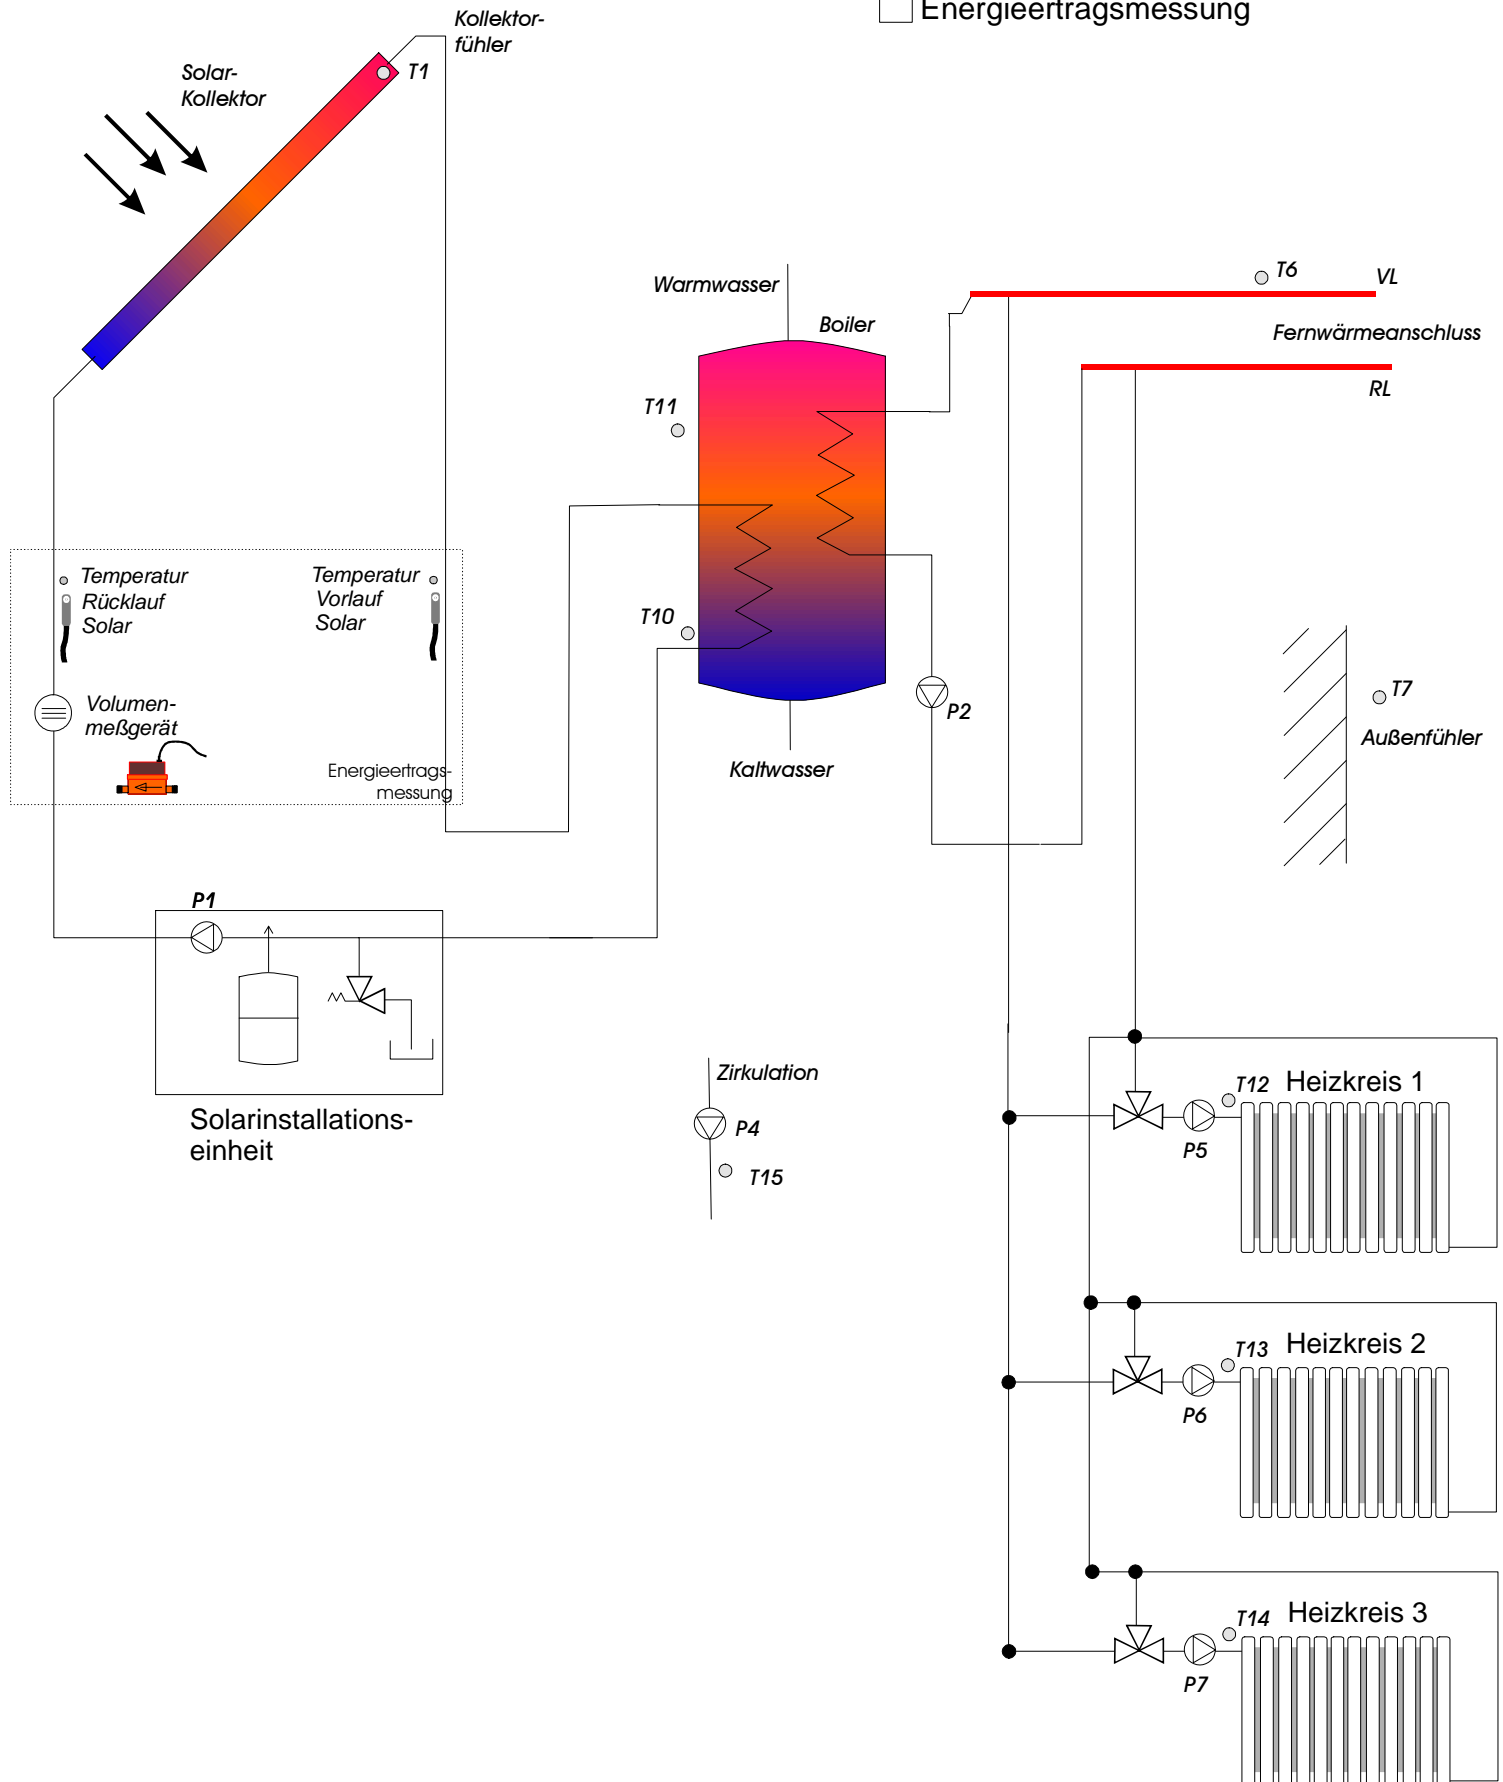 Energieertragsmessung
Kollektor-
fühler
Solar-
Kollektor
T1
T6
VL
Warmwasser
Boiler
Fernwärmeanschluss
RL
T11
Temperatur
Rücklauf
Solar
Temperatur
Vorlauf
Solar
T10
T7
Außenfühler
Volumen-
meßgerät
P2
Energieertrags-
messung
Kaltwasser
P1
Solarinstallations-
einheit
Zirkulation
P4
T15
T12
Heizkreis 1
P5
T13
Heizkreis 2
P6
T14
Heizkreis 3
P7